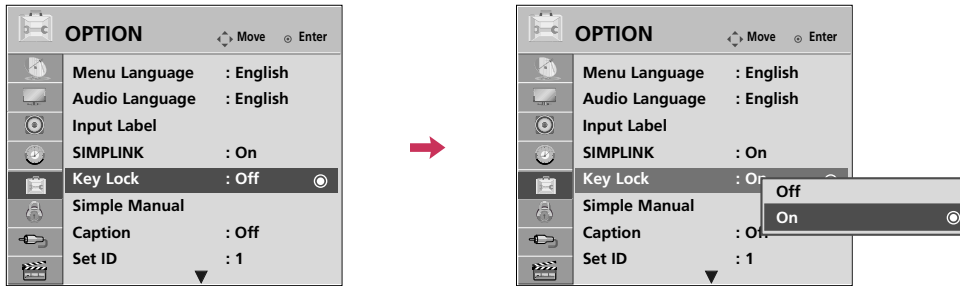 OPTION Move Enter
Menu Language : English
Audio Language : English
Input Label
SIMPLINK : On
Key Lock : Off
Simple Manual
Caption : Off
Set ID : 1
OPTION Move Enter
Menu Language : English
Audio Language : English
Input Label
SIMPLINK : On
Key Lock : On
Simple Manual
Caption : Of
Set ID : 1
Off
On